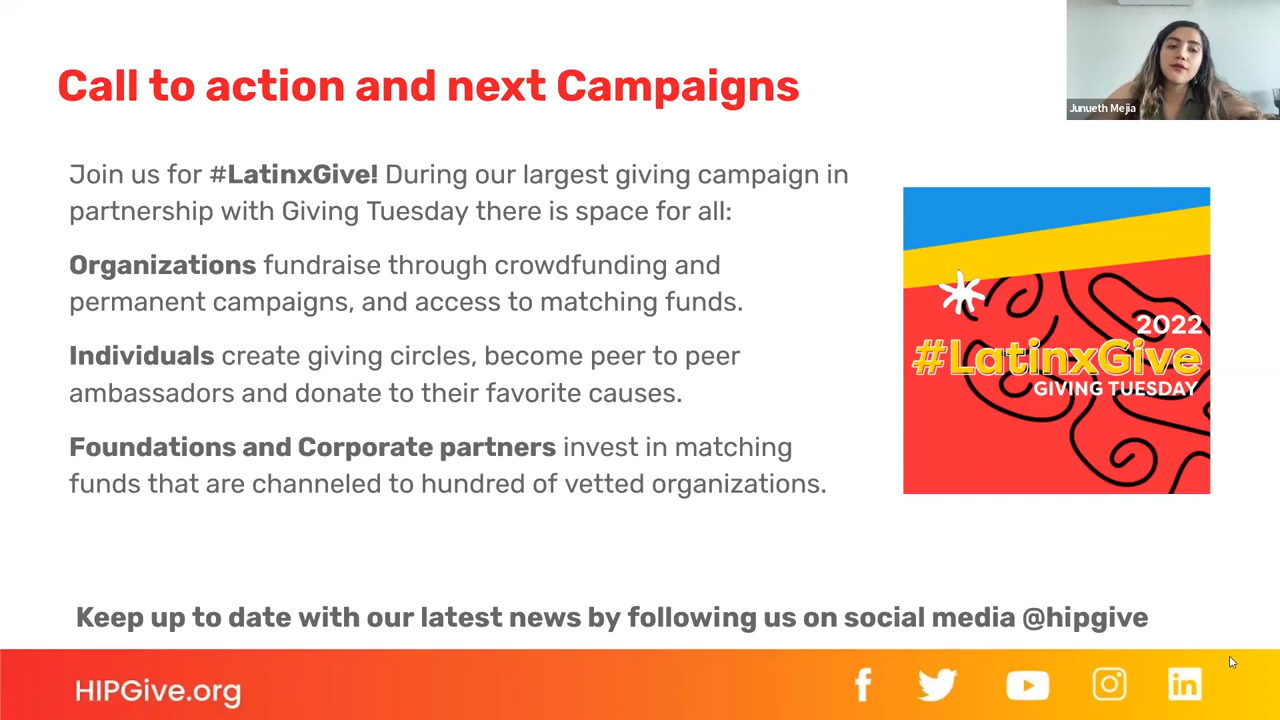 Call to action and next Campaigns
Junueth Mejia
Join us for #LatinxGive! During our largest giving campaign in
partnership with Giving Tuesday there is space for all:
Organizations fundraise through crowdfunding and
permanent campaigns, and access to matching funds.
Individuals create giving circles, become peer to peer
ambassadors and donate to their favorite causes.
Foundations and Corporate partners invest in matching
funds that are channeled to hundred of vetted organizations.
2022
#LatinxGive
GIVING TUESDAY
Keep up to date with our latest news by following us on social media @hipgive
HIPGive.org